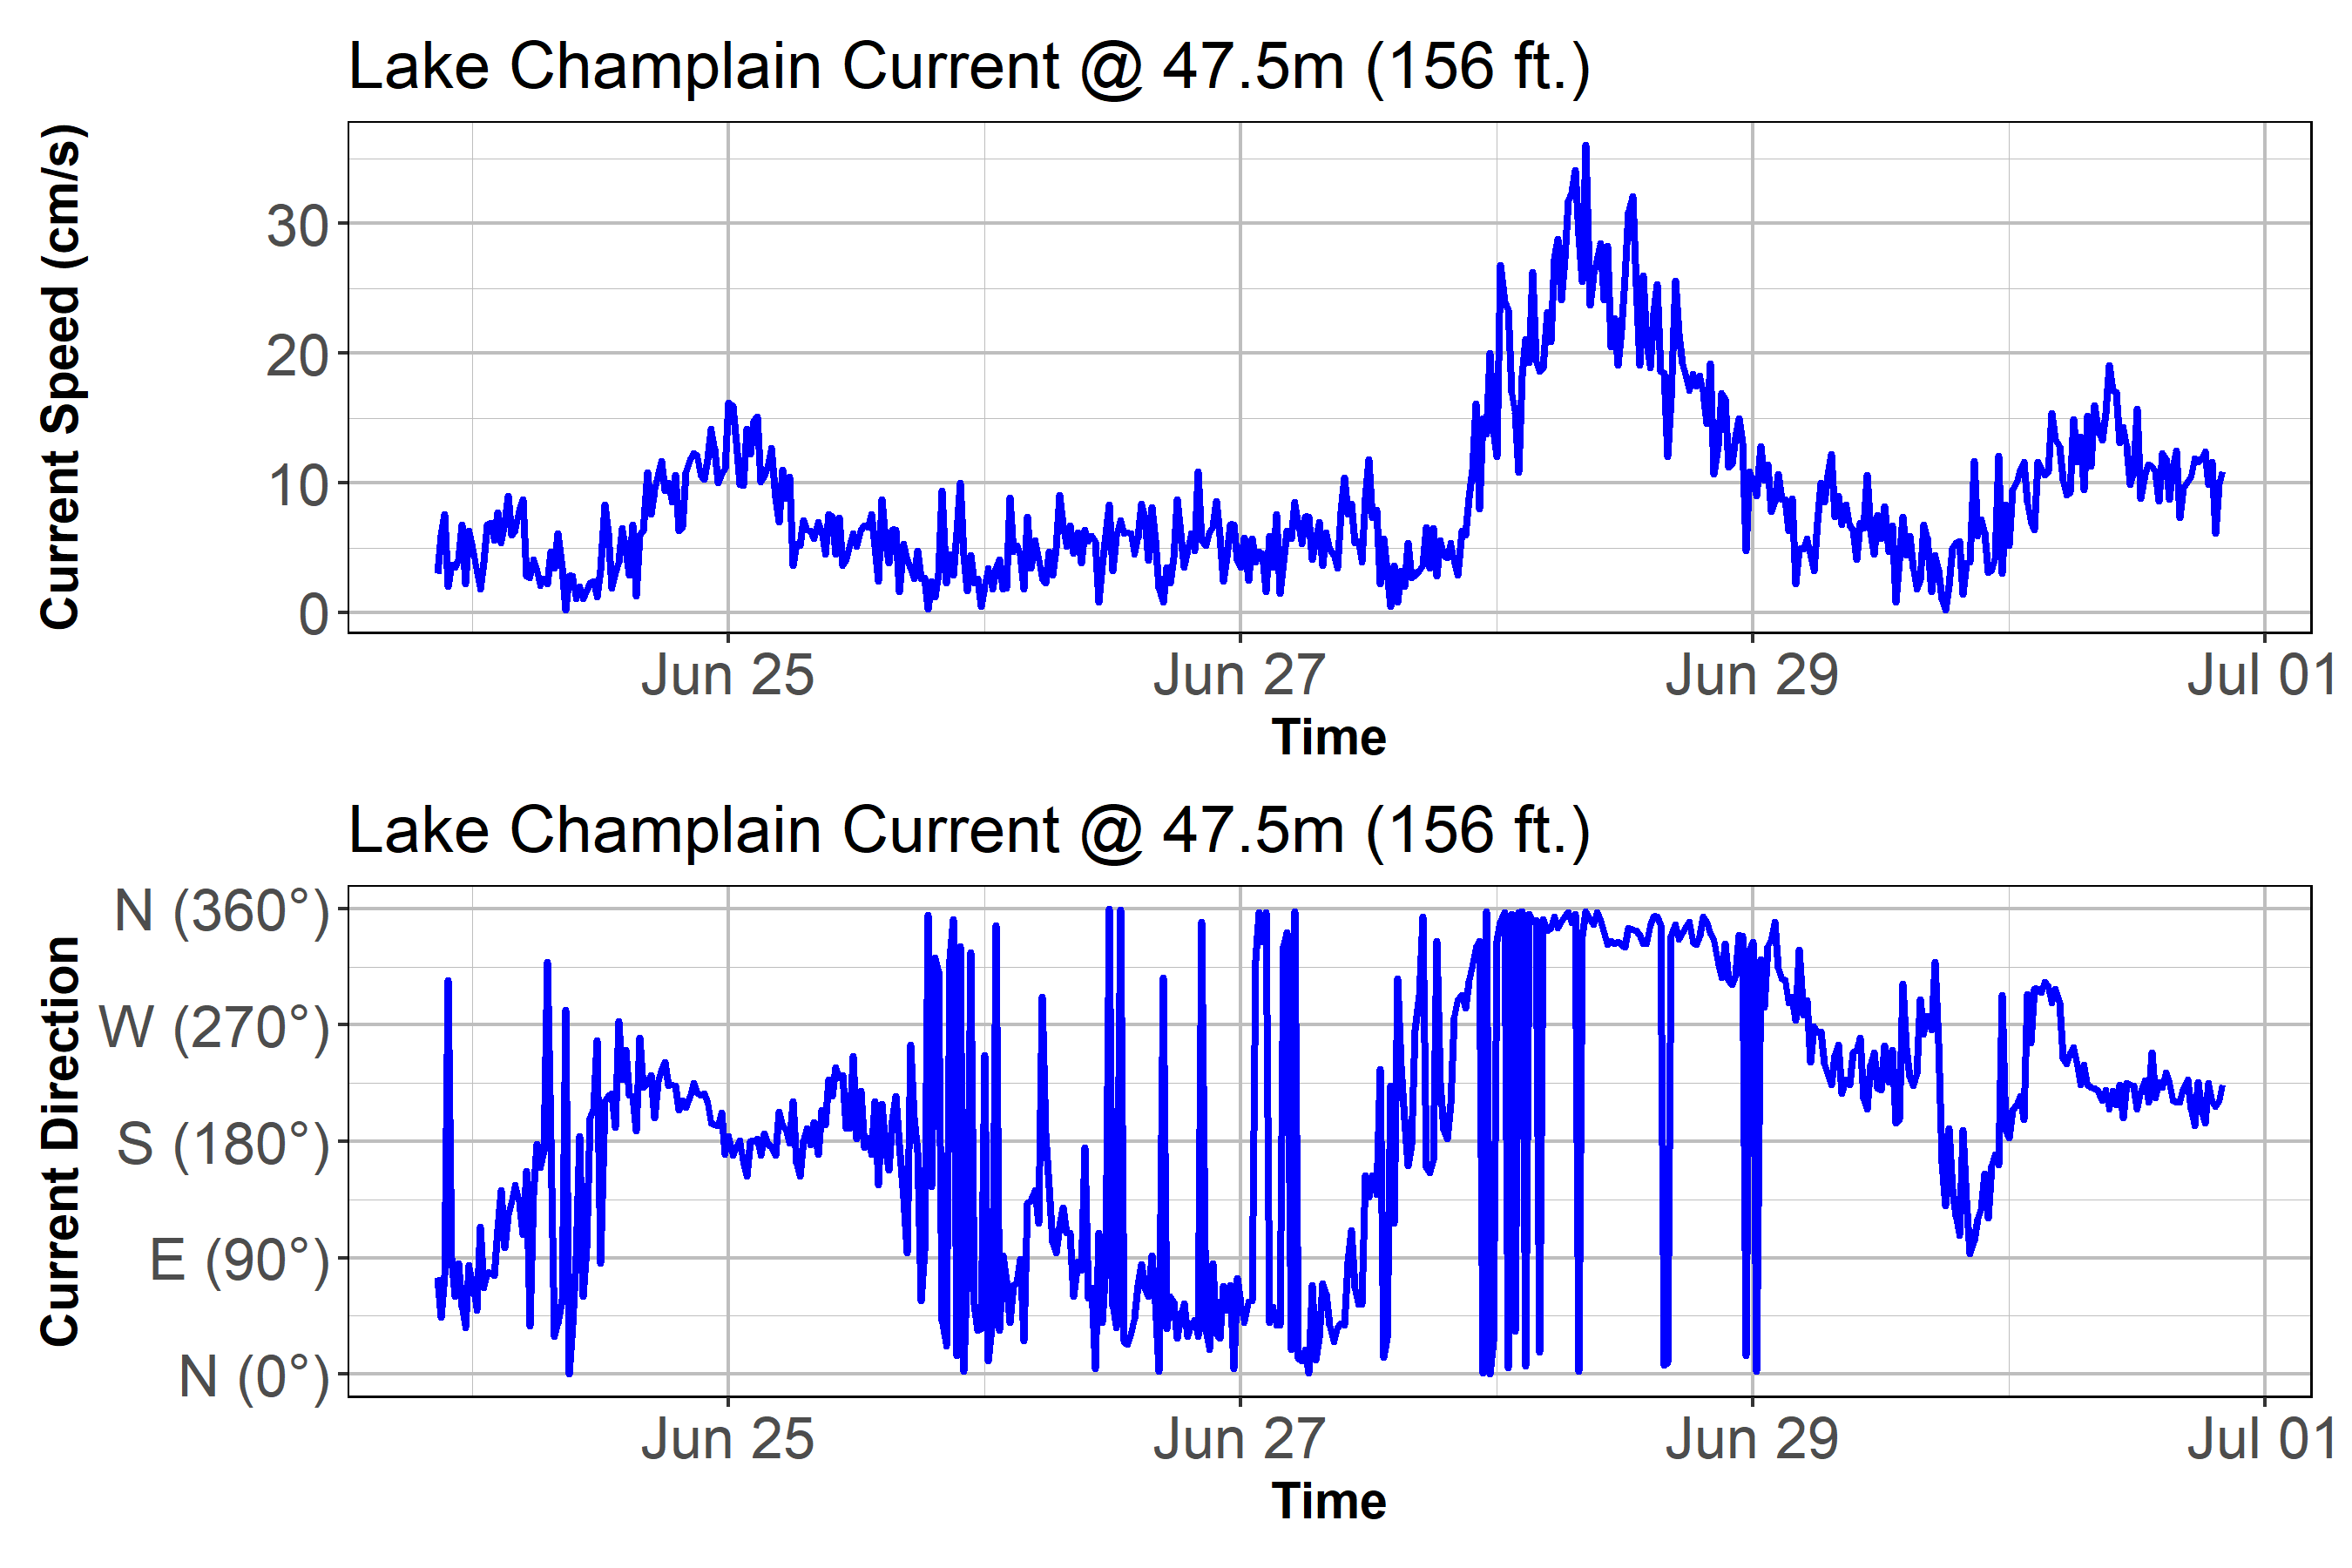 Lake Champlain Current @ 47.5m (156 ft.)
Current Speed (cm/s)
30
20
10
0
Jun 25 Jun 27 Jun 29 Jul 01
Time
Lake Champlain Current @ 47.5m (156 ft.)
Current Direction
N (360°)
W (270°)
S (180°)
E (90°)
N (0°)
Jun 25 Jun 27 Jun 29 Jul 01
Time